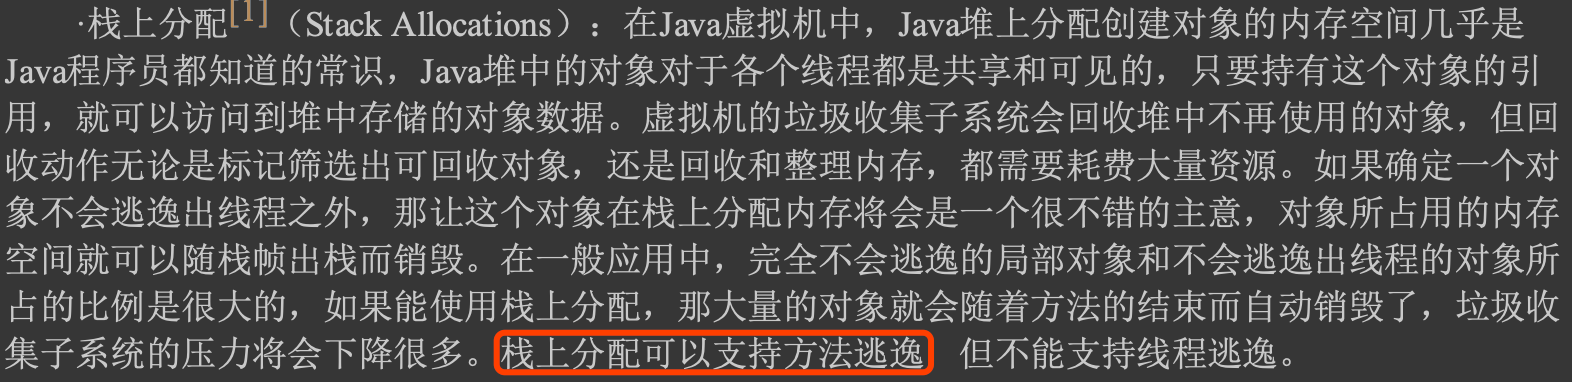 ·栈上分配[1]（Stack Allocations）：在Java虚拟机中，Java堆上分配创建对象的内存空间几乎是
Java程序员都知道的常识，Java堆中的对象对于各个线程都是共享和可见的，只要持有这个对象的引
用，就可以访问到堆中存储的对象数据。虚拟机的垃圾收集子系统会回收堆中不再使用的对象，但回
收动作无论是标记筛选出可回收对象，还是回收和整理内存，都需要耗费大量资源。如果确定一个对
象不会逃逸出线程之外，那让这个对象在栈上分配内存将会是一个很不错的主意，对象所占用的内存
空间就可以随栈帧出栈而销毁。在一般应用中，完全不会逃逸的局部对象和不会逃逸出线程的对象所
占的比例是很大的，如果能使用栈上分配，那大量的对象就会随着方法的结束而自动销毁了，垃圾收
集子系统的压力将会下降很多。栈上分配可以支持方法逃逸 但不能支持线程逃逸。